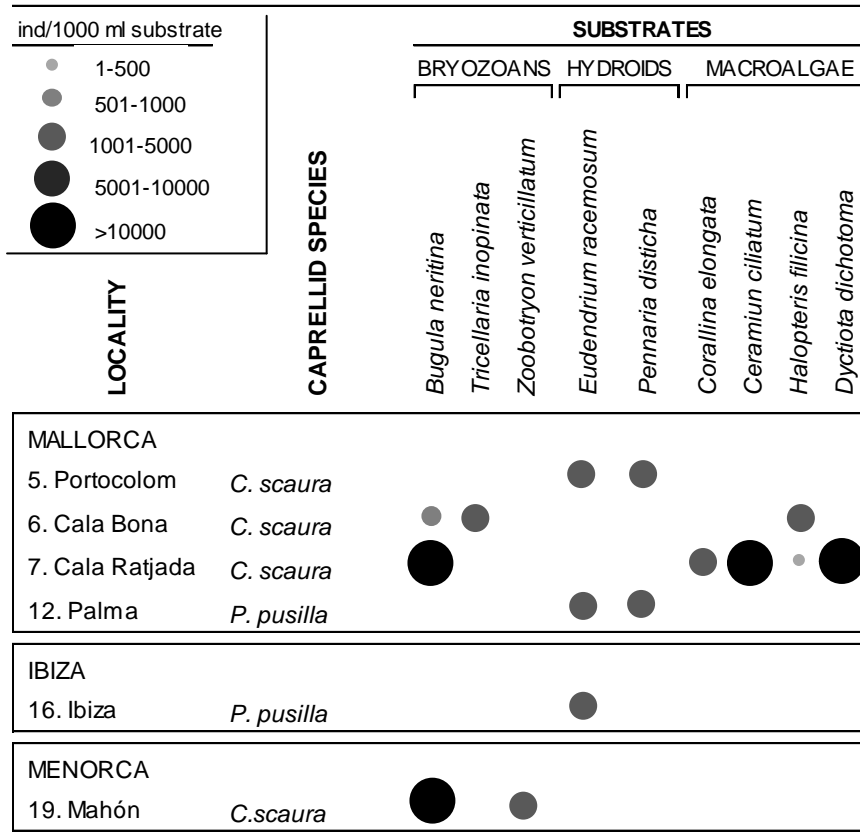 ind/1000 ml substrate
1-500
501-1000
1001-5000
5001-10000
>10000
SUBSTRATES
BRYOZOANS HYDROIDS MACROALGAE
LOCALITY
CAPRELLID SPECIES
Bugula neritina
Tricellaria inopinata
Zoobotryon verticillatum
Eudendrium racemosum
Pennaria disticha
Corallina elongata
Ceramiun ciliatum
Halopteris filicina
Dyctiota dichotoma
MALLORCA
5. Portocolom C. scaura
6. Cala Bona C. scaura
7. Cala Ratjada C. scaura
12. Palma P. pusilla
IBIZA
16. Ibiza P. pusilla
MENORCA
19. Mahón C.scaura